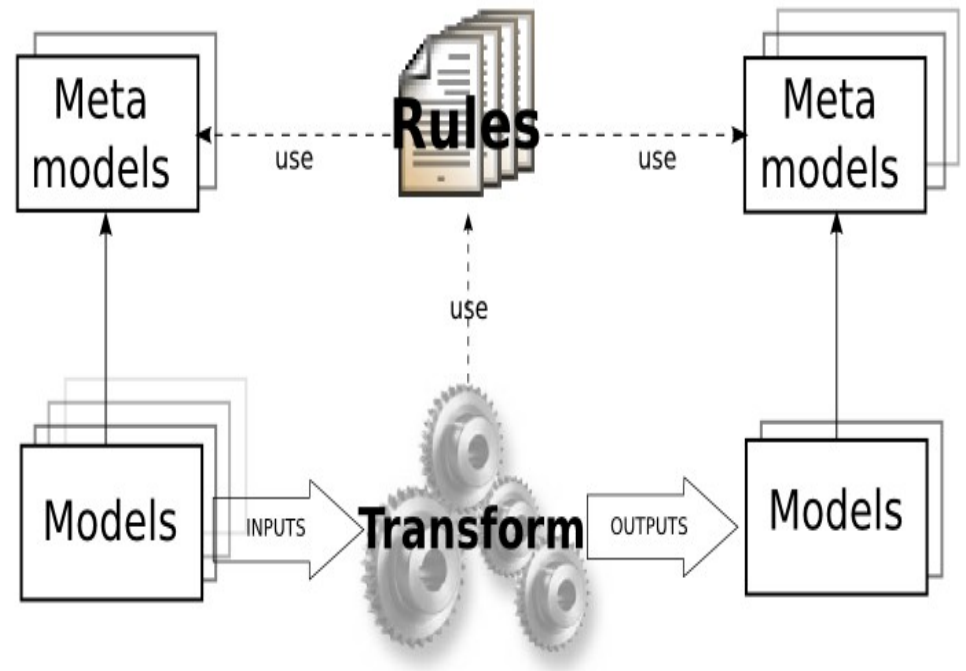 Meta
models
Rules
Meta
models
use
use
use
Models
INPUTS
Transform
OUTPUTS
Models